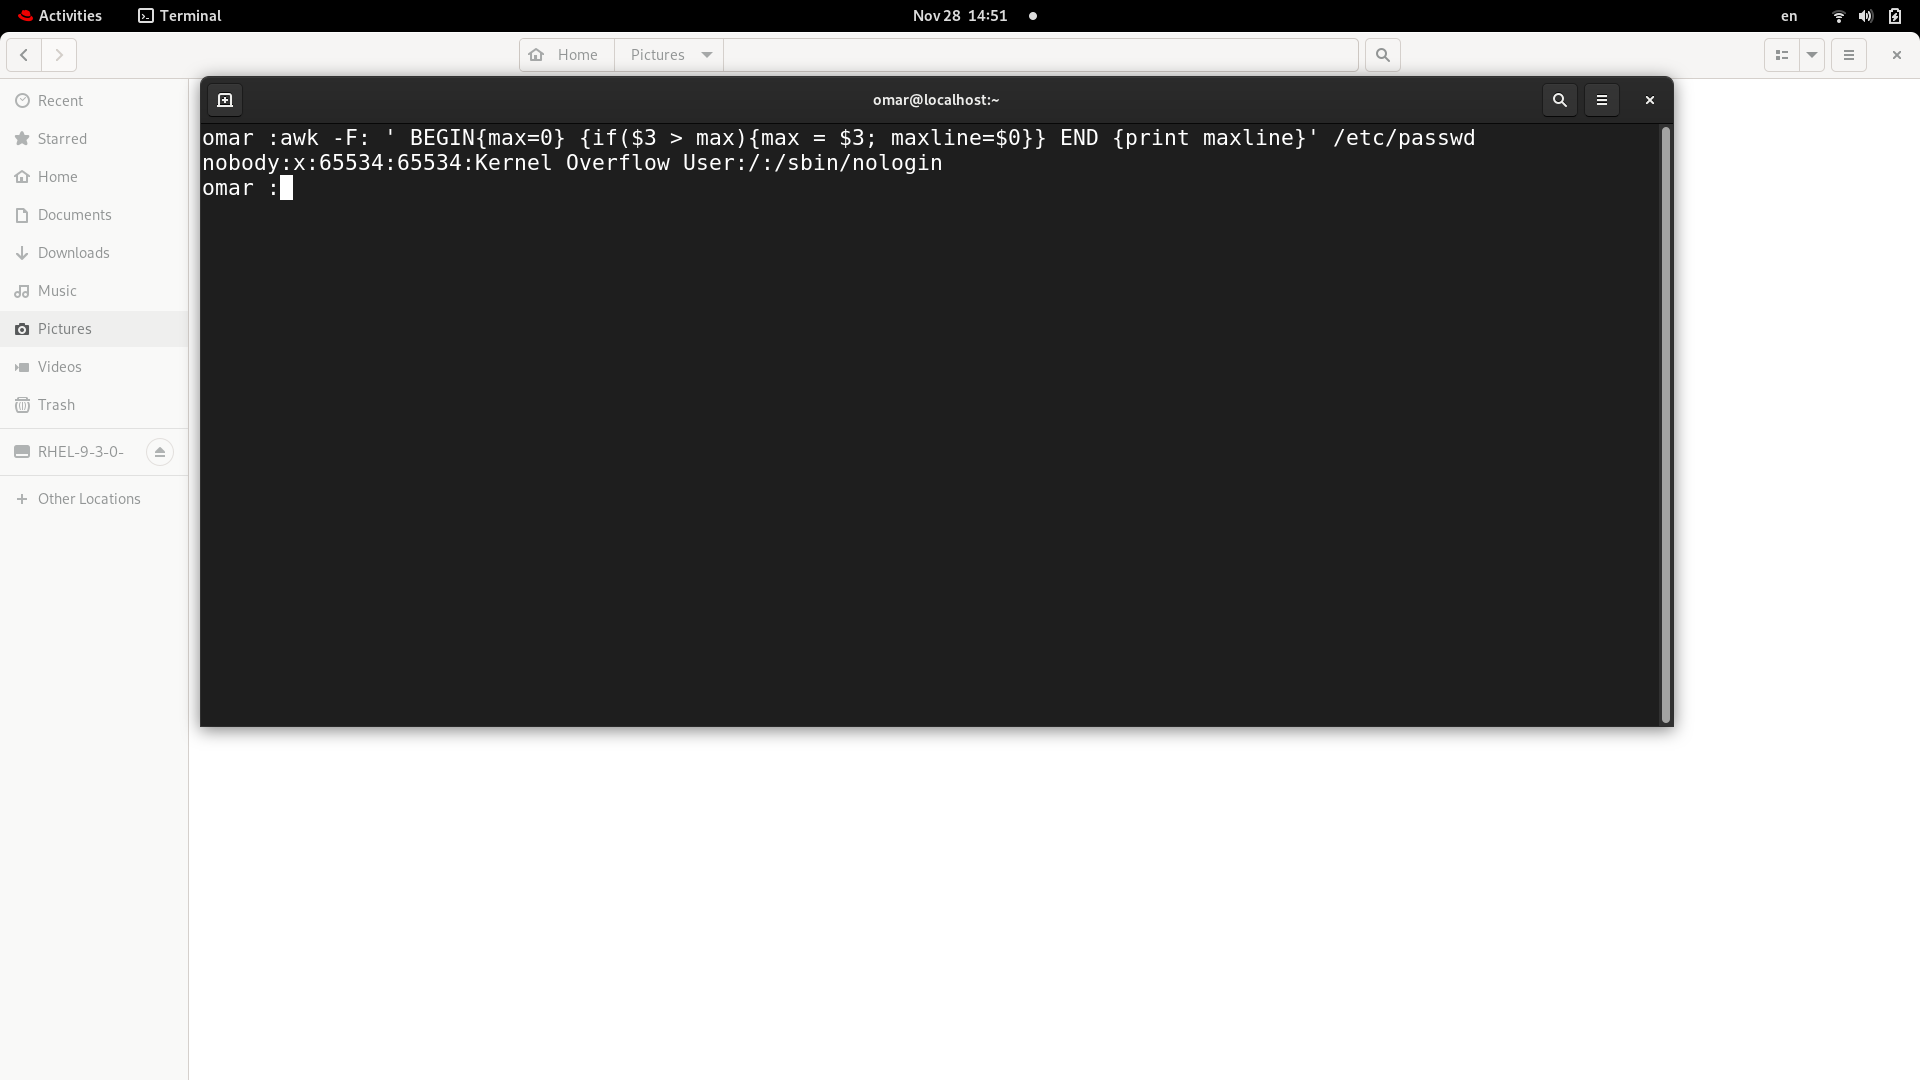 Activities
Terminal
Nov 28 14:51
en
Home
Pictures
omar@localhost:~
Recent
Starred
Home
Documents
Downloads
Music
Pictures
Videos
Trash
RHEL-9-3-0-
Other Locations
omar :awk -F: ' BEGIN{max=0} {if($3 > max){max = $3; maxline=$0}} END {print maxline}' /etc/passwd
nobody:x:65534:65534:Kernel Overflow User:/:/sbin/nologin
omar :